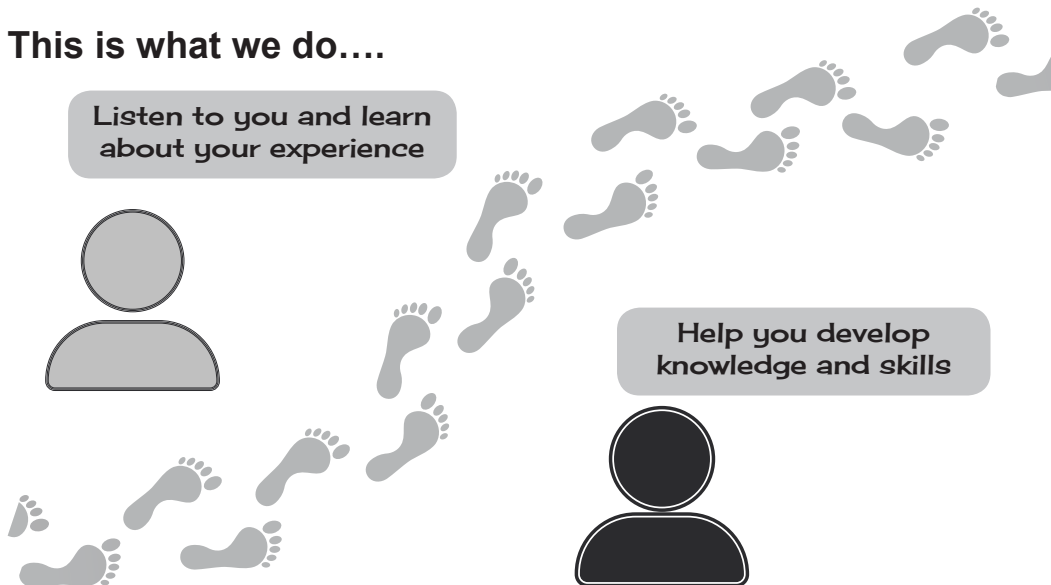 This is what we do....
Listen to you and learn
about your experience
Help you develop
knowledge and skills